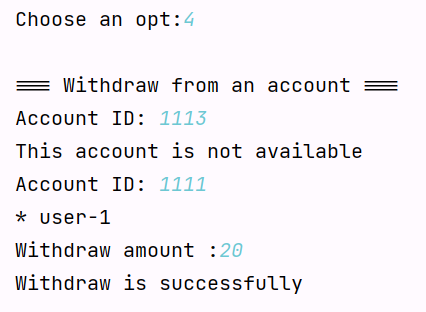 Choose an opt:4
=== Withdraw from an account ===
Account ID: 1113
This account is not available
Account ID: 1111
* user-1
Withdraw amount :20
Withdraw is successfully